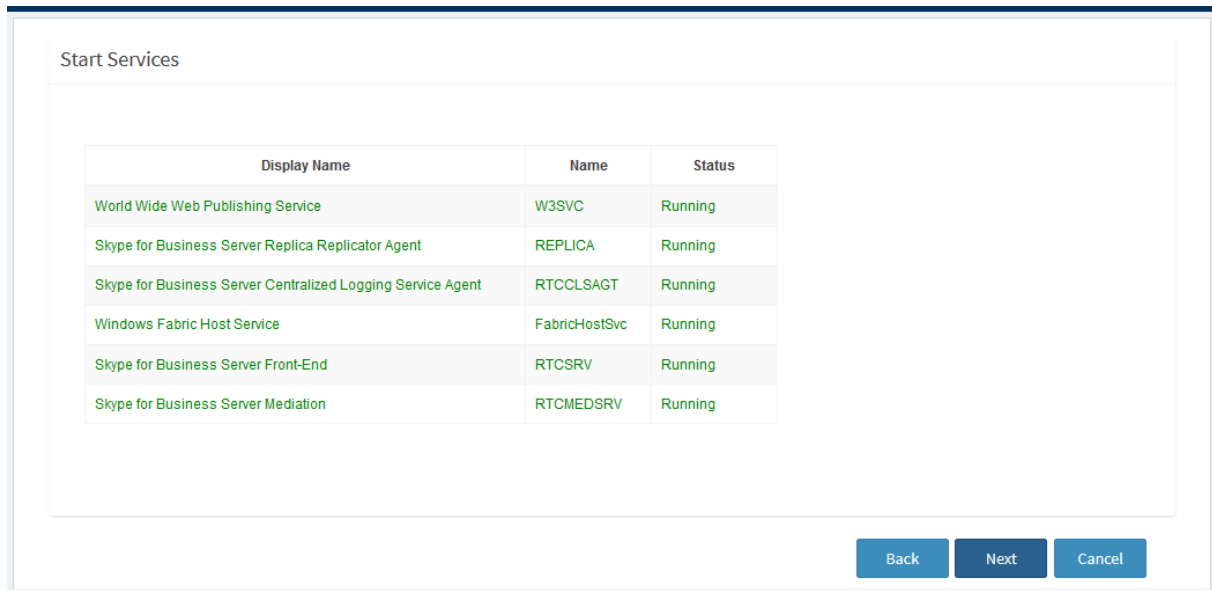 Start Services
Display Name Name Status
World Wide Web Publishing Service W3SVC Running
Skype for Business Server Replica Replicator Agent REPLICA Running
Skype for Business Server Centralized Logging Service Agent RTCCLSAGT Running
Windows Fabric Host Service FabricHostSvc Running
Skype for Business Server Front-End RTCSRV Running
Skype for Business Server Mediation RTCMEDSRV Running
Back Next Cancel